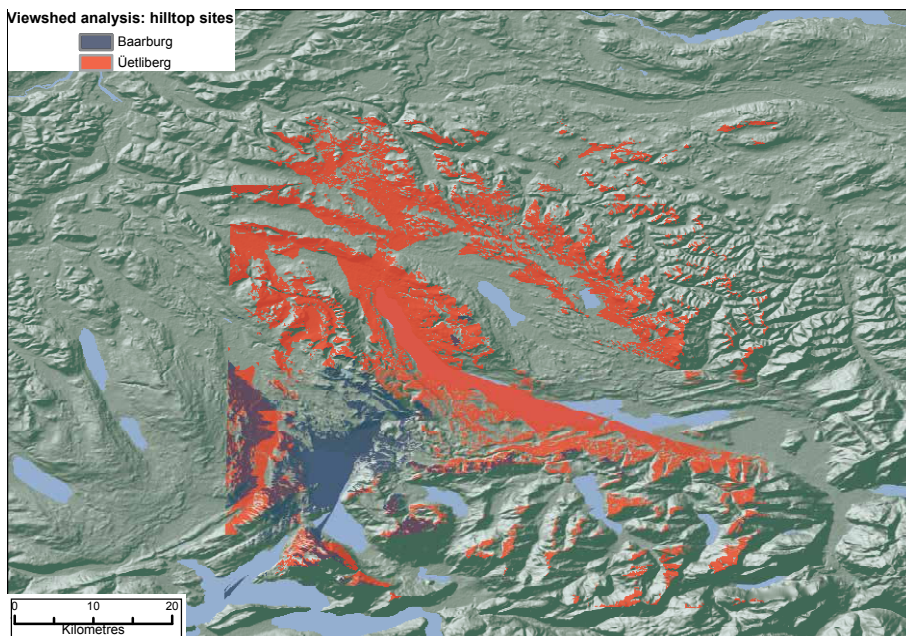 Viewshed analysis: hilltop sites
Baarburg
Üetliberg
0 10 20
Kilometres